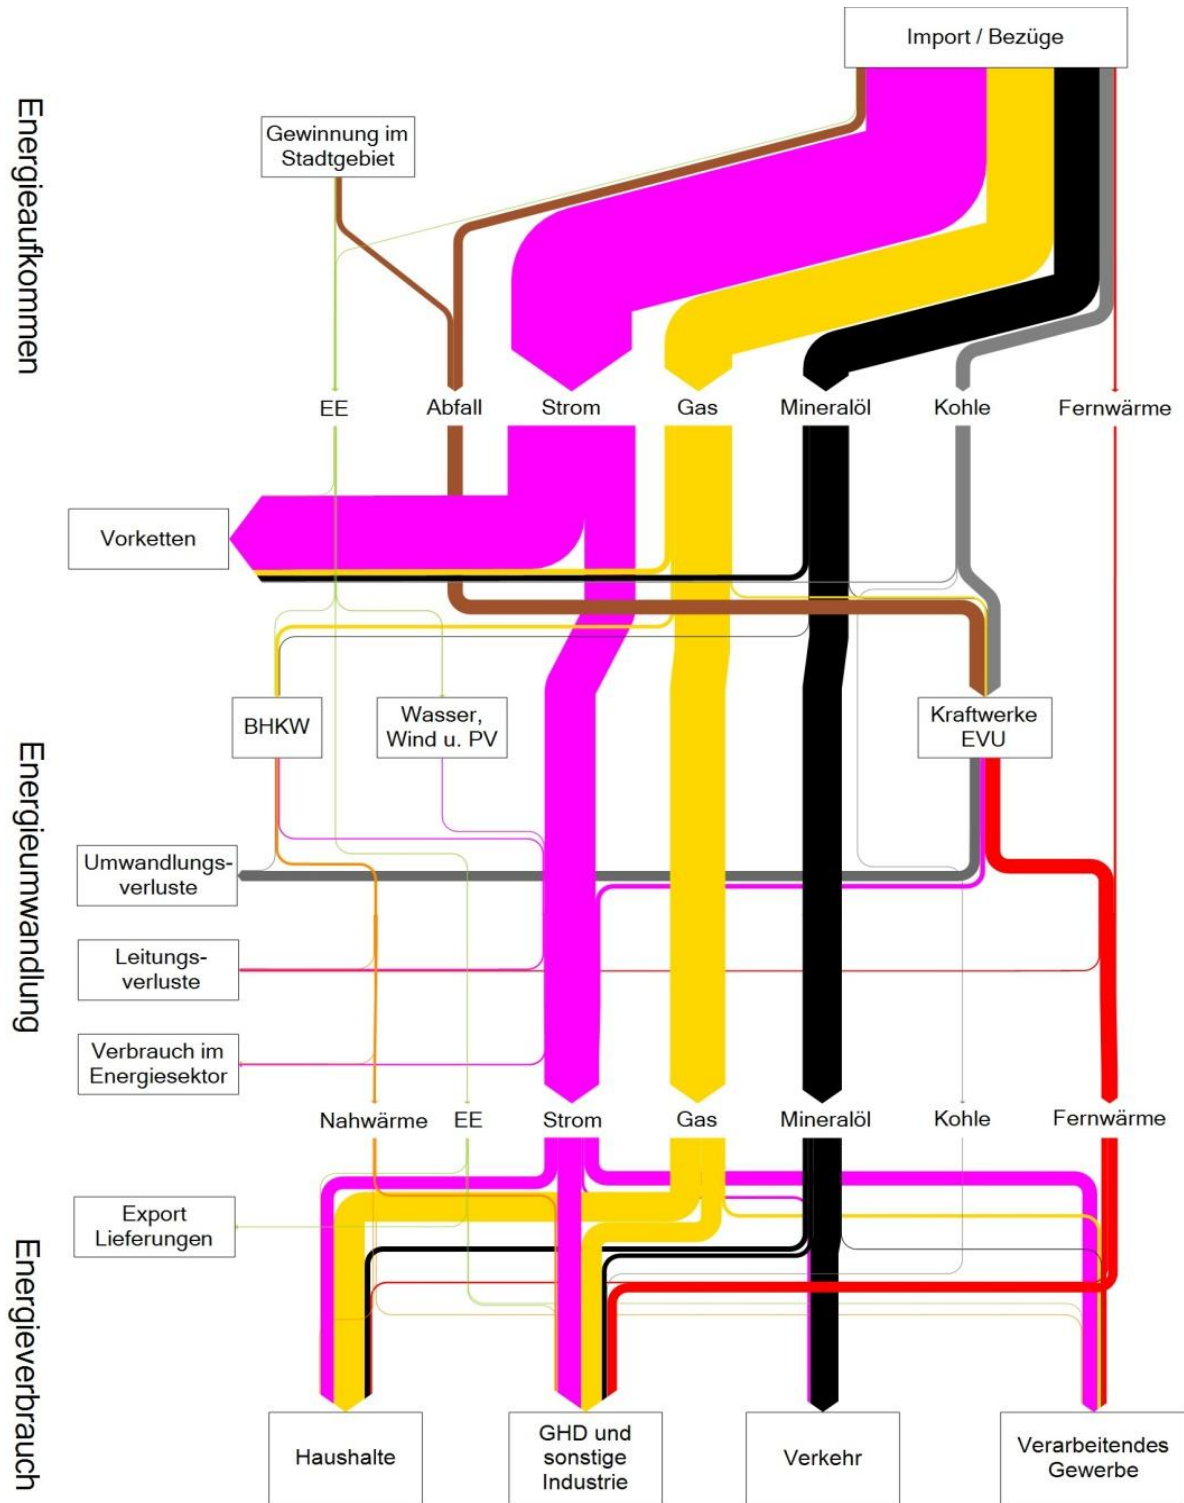 Energieaufkommen
Import / Bezüge
Gewinnung im
Stadtgebiet
EE
Abfall
Strom
Gas
Mineralöl
Kohle
Fernwärme
Vorketten
Energieumwandlung
BHKW
Wasser,
Wind u. PV
Kraftwerke
EVU
Umwandlungs-
verluste
Leitungs-
verluste
Verbrauch im
Energiesektor
Nahwärme
EE
Strom
Gas
Mineralöl
Kohle
Fernwärme
Energieverbrauch
Export
Lieferungen
Haushalte
GHD und
sonstige
Industrie
Verkehr
Verarbeitendes
Gewerbe